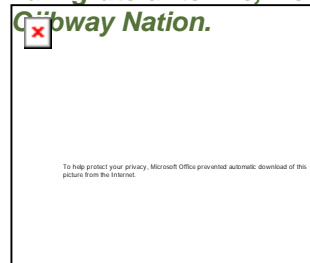 Ojibway Nation.
To help protect your privacy, Microsoft Office prevented automatic download of this
picture from the Internet.